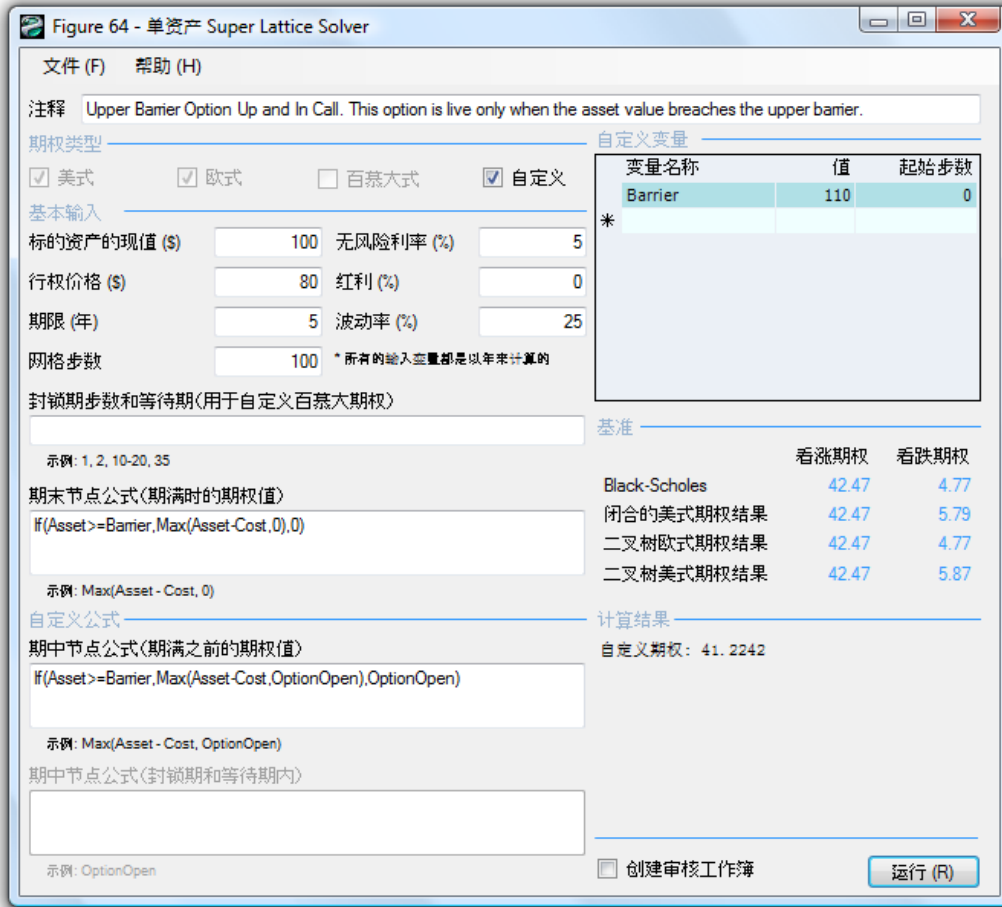 Figure 64 - 单资产 Super Lattice Solver
文件 (F) 帮助 (H)
注释 Upper Barrier Option Up and In Call. This option is live only when the asset value breaches the upper barrier.
期权类型
美式 欧式 百慕大式 自定义
基本输入
标的资产的现值 ($) 100 无风险利率 (%) 5
行权价格 ($) 80 红利 (%) 0
期限 (年) 5 波动率 (%) 25
网格步数 100 * 所有的输入变量都是以年来计算的
封锁期步数和等待期(用于自定义百慕大期权)
示例: 1, 2, 10-20, 35
期末节点公式(期满时的期权值)
If(Asset>=Barrier,Max(Asset-Cost,0),0)
示例: Max(Asset - Cost, 0)
自定义公式
期中节点公式(期满之前的期权值)
If(Asset>=Barrier,Max(Asset-Cost,OptionOpen),OptionOpen)
示例: Max(Asset - Cost, OptionOpen)
期中节点公式(封锁期和等待期内)
示例: OptionOpen
自定义变量
变量名称 值 起始步数
Barrier 110 0
*
基准
看涨期权 看跌期权
Black-Scholes 42.47 4.77
闭合的美式期权结果 42.47 5.79
二叉树欧式期权结果 42.47 4.77
二叉树美式期权结果 42.47 5.87
计算结果
自定义期权: 41.2242
创建审核工作簿 运行 (R)